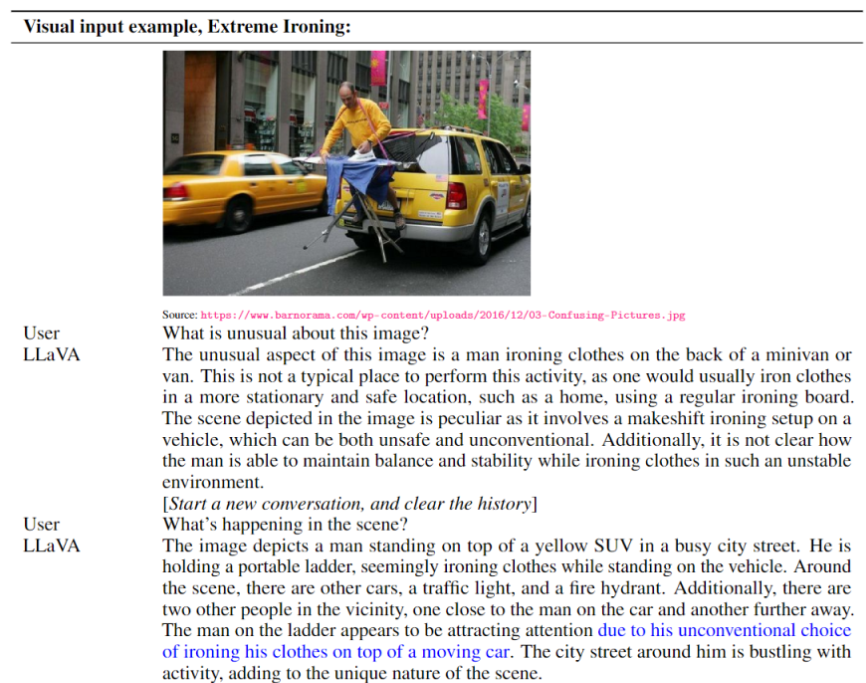 Visual input example, Extreme Ironing:
Source: https://www.barnorama.com/wp-content/uploads/2016/12/03-Confusing-Pictures.jpg
User What is unusual about this image?
LLaVA The unusual aspect of this image is a man ironing clothes on the back of a minivan or
van. This is not a typical place to perform this activity, as one would usually iron clothes
in a more stationary and safe location, such as a home, using a regular ironing board.
The scene depicted in the image is peculiar as it involves a makeshift ironing setup on a
vehicle, which can be both unsafe and unconventional. Additionally, it is not clear how
the man is able to maintain balance and stability while ironing clothes in such an unstable
environment.
[Start a new conversation, and clear the history]
User What's happening in the scene?
LLaVA The image depicts a man standing on top of a yellow SUV in a busy city street. He is
holding a portable ladder, seemingly ironing clothes while standing on the vehicle. Around
the scene, there are other cars, a traffic light, and a fire hydrant. Additionally, there are
two other people in the vicinity, one close to the man on the car and another further away.
The man on the ladder appears to be attracting attention due to his unconventional choice
of ironing his clothes on top of a moving car. The city street around him is bustling with
activity, adding to the unique nature of the scene.